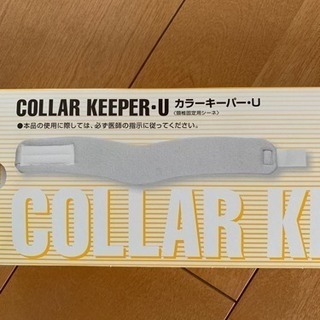 COLLAR KEEPER・U カラーキーパー・U
〈頸椎固定用シーネ〉
●本品の使用に際しては、必ず医師の指示に従ってください。
COLLAR KE